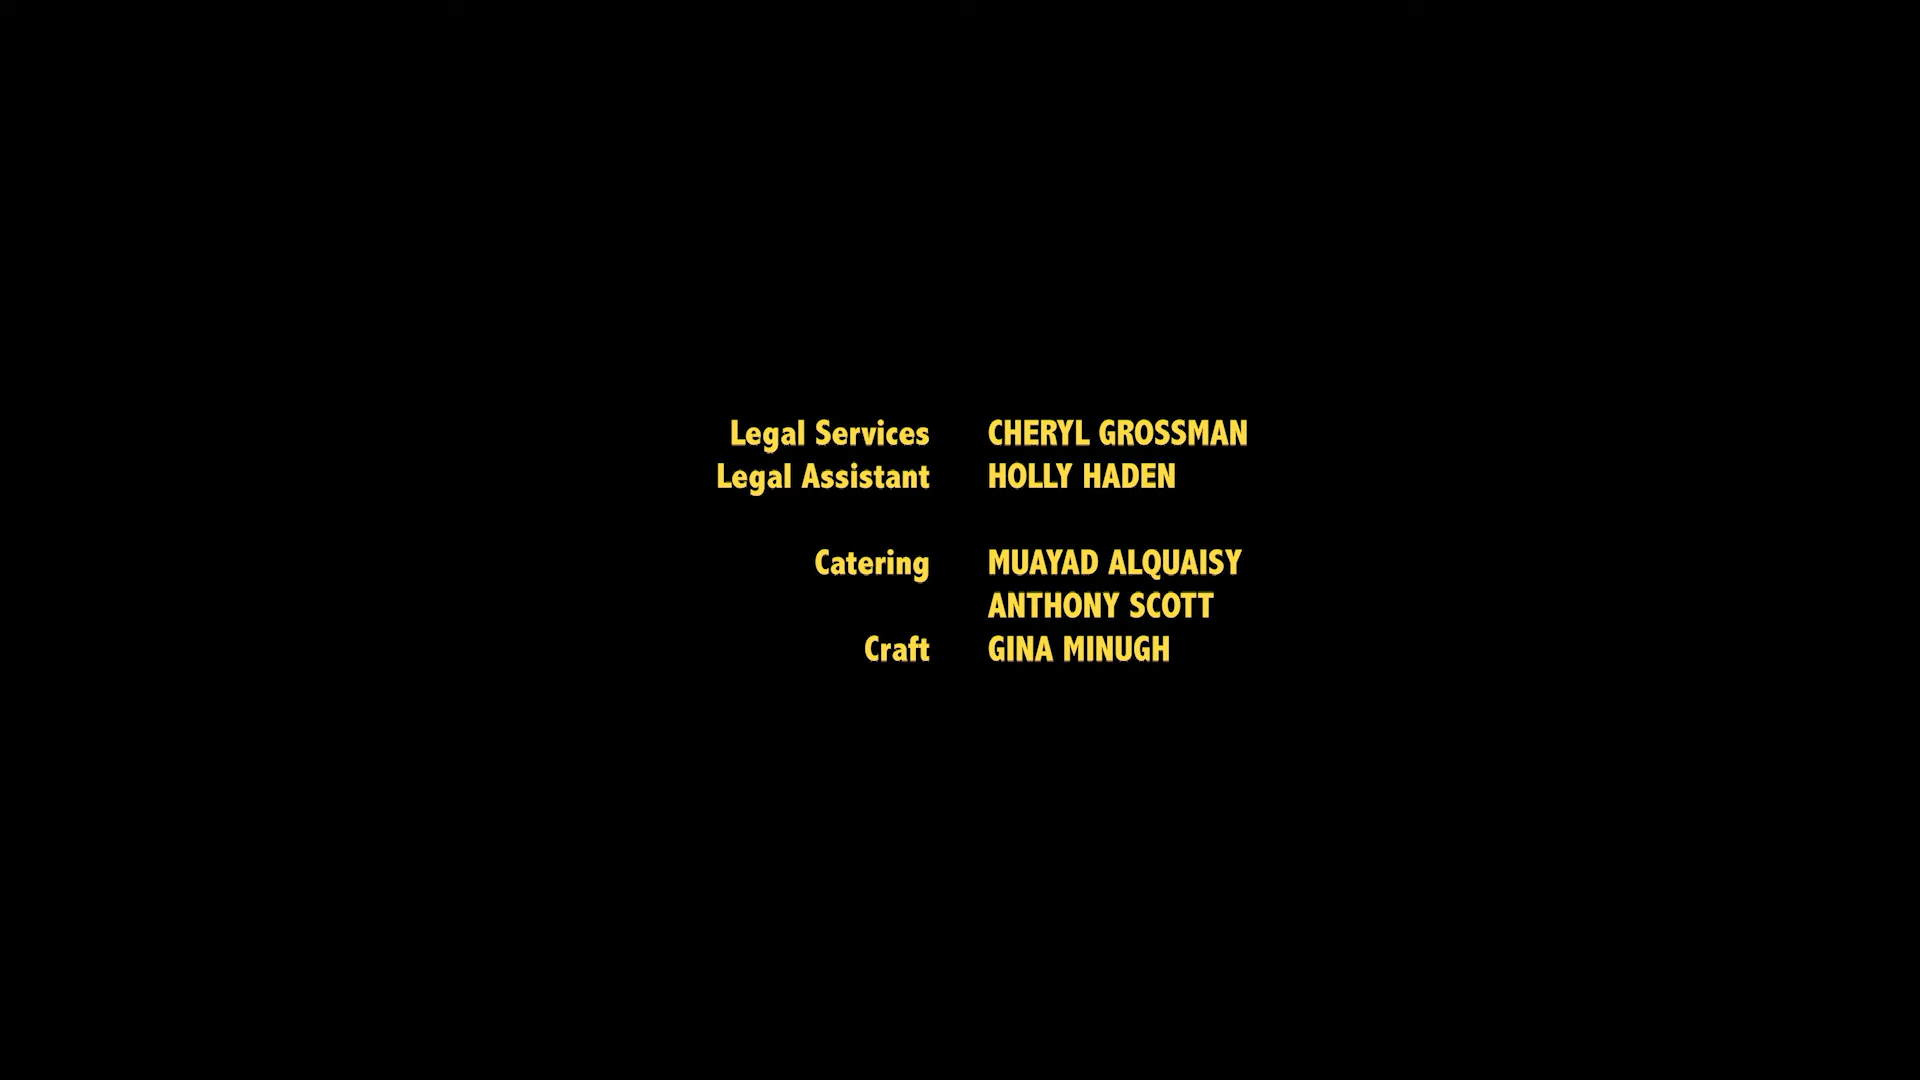 Legal Services CHERYL GROSSMAN
Legal Assistant HOLLY HADEN
Catering MUAYAD ALQUAISY
ANTHONY SCOTT
Craft GINA MINUGH